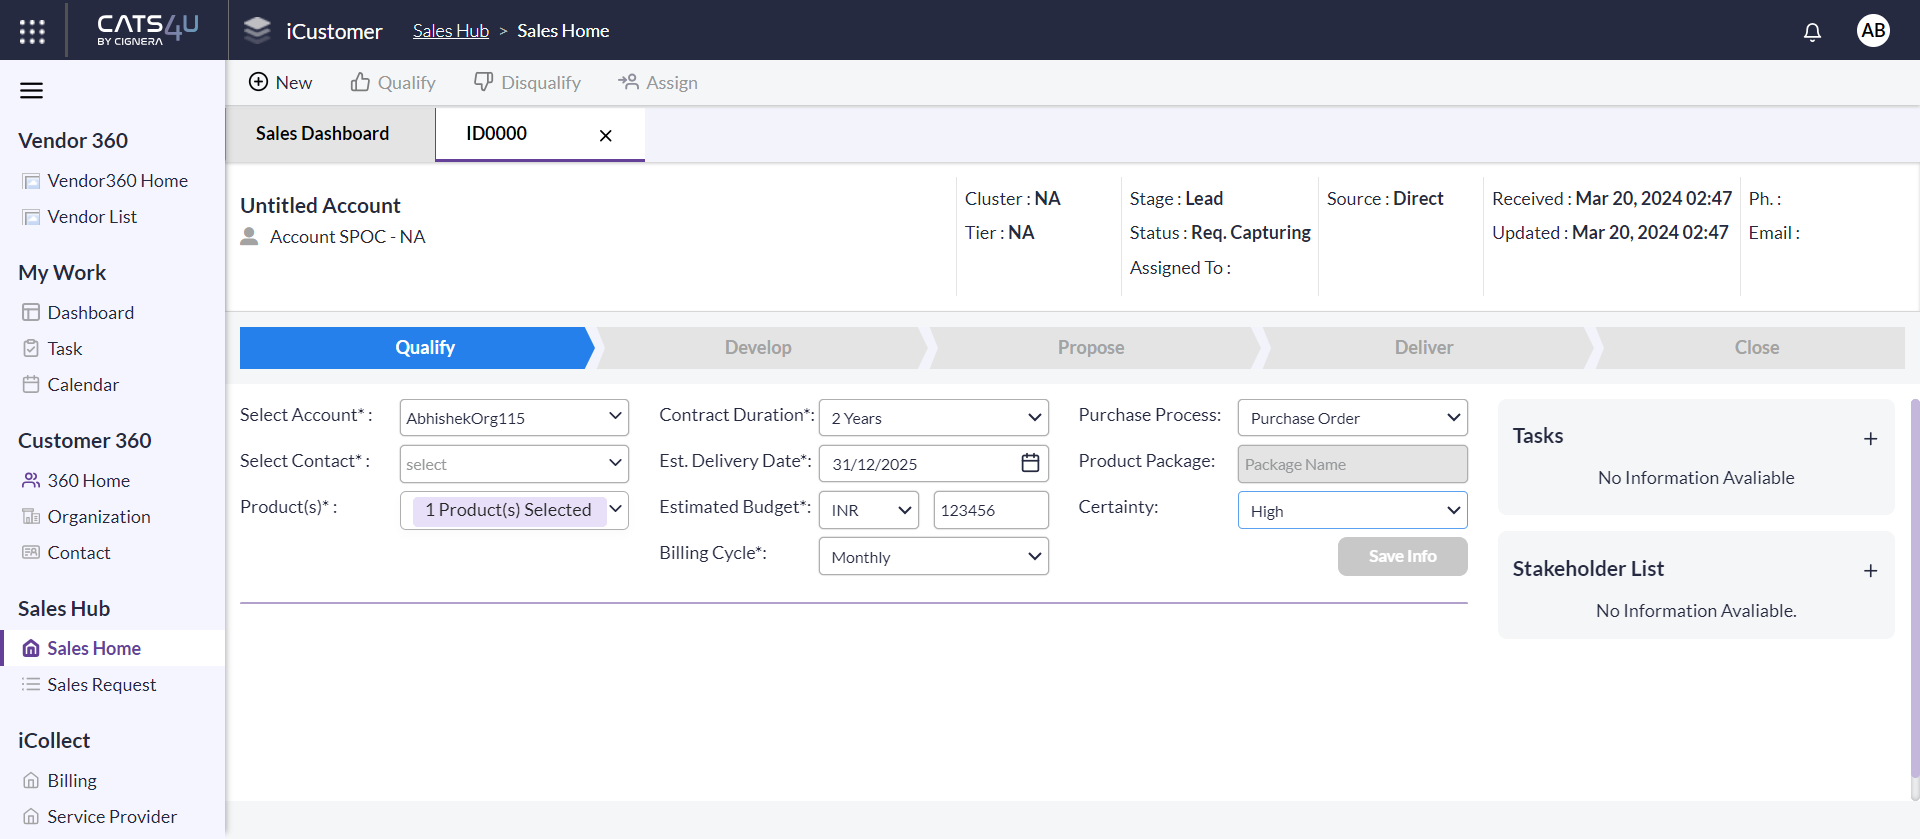 CATS4U
BY CIGNERA
iCustomer
Sales Hub > Sales Home
AB
New
Qualify
Disqualify
Assign
Vendor 360
Vendor360 Home
Vendor List
My Work
Dashboard
Task
Calendar
Customer 360
360 Home
Organization
Contact
Sales Hub
Sales Home
Sales Request
iCollect
Billing
Service Provider
Sales Dashboard
ID0000
Untitled Account
Account SPOC - NA
Cluster : NA
Tier : NA
Stage : Lead
Status : Req. Capturing
Assigned To :
Source : Direct
Received : Mar 20, 2024 02:47
Updated : Mar 20, 2024 02:47
Ph. :
Email :
Qualify
Develop
Propose
Deliver
Close
Select Account* : AbhishekOrg115
Select Contact* : select
Product(s)* : 1 Product(s) Selected
Contract Duration*: 2 Years
Est. Delivery Date*: 31/12/2025
Estimated Budget*: INR 123456
Billing Cycle*: Monthly
Purchase Process: Purchase Order
Product Package: Package Name
Certainty: High
Save Info
Tasks
No Information Avaliable
Stakeholder List
No Information Avaliable.